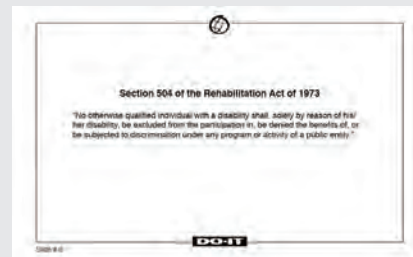 Section 504 of the Rehabilitation Act of 1973
"No otherwise qualified individual with a disability shall, solely by reason of his/
her disability, be excluded from the participation in, be denied the benefits of, or
be subjected to discrimination under any program or activity of a public entity."
DO-IT